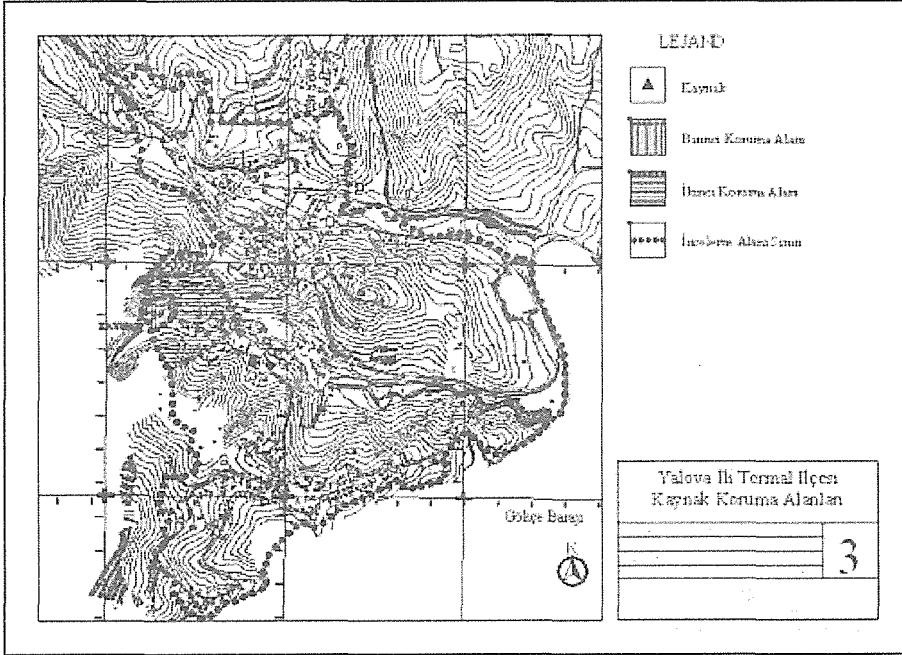 LEJAND
Kaynak
Birinci Koruma Alanı
İkinci Koruma Alanı
İnceleme Alanı Sınırı
Yalova İli Termal İlçesi
Kaynak Koruma Alanları
3
Gökçe Barajı
K